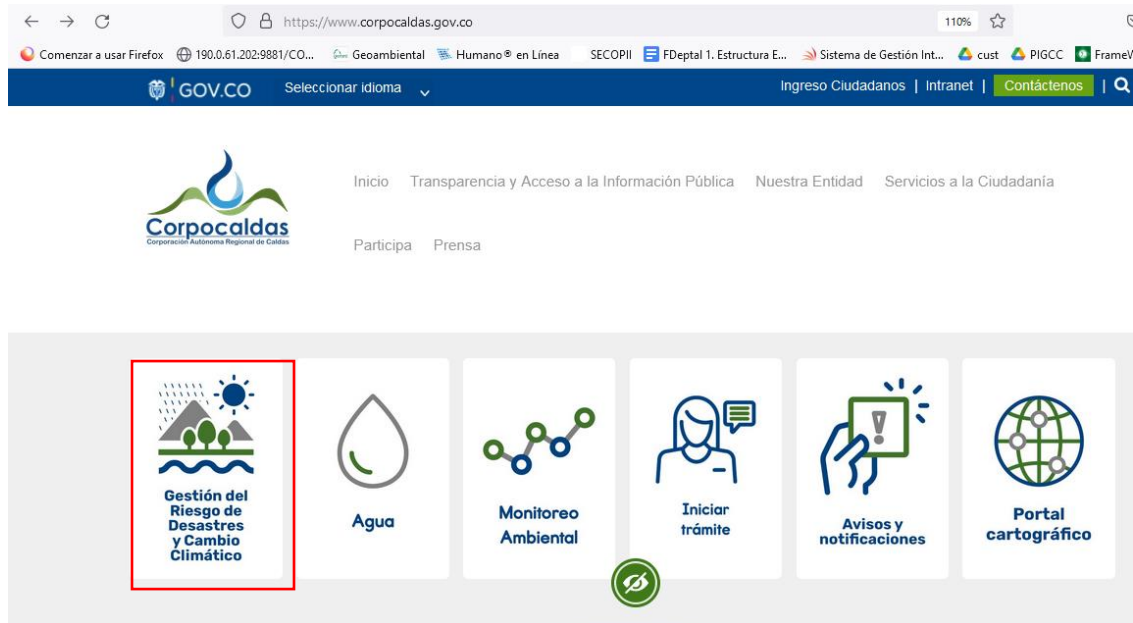 https://www.corpocaldas.gov.co 110%
Comenzar a usar Firefox 190.0.61.202:9881/CO... Geoambiental Humano® en Línea SECOPII FDeptal 1. Estructura E... Sistema de Gestión Int... cust PIGCC
GOV.CO Seleccionar idioma Ingreso Ciudadanos | Intranet | Contáctenos |
Inicio Transparencia y Acceso a la Información Pública Nuestra Entidad Servicios a la Ciudadanía
Corpocaldas
Corporación Autónoma Regional de Caldas
Participa Prensa
Gestión del
Riesgo de
Desastres
y Cambio
Climático
Agua
Monitoreo
Ambiental
Iniciar
trámite
Avisos y
notificaciones
Portal
cartográfico